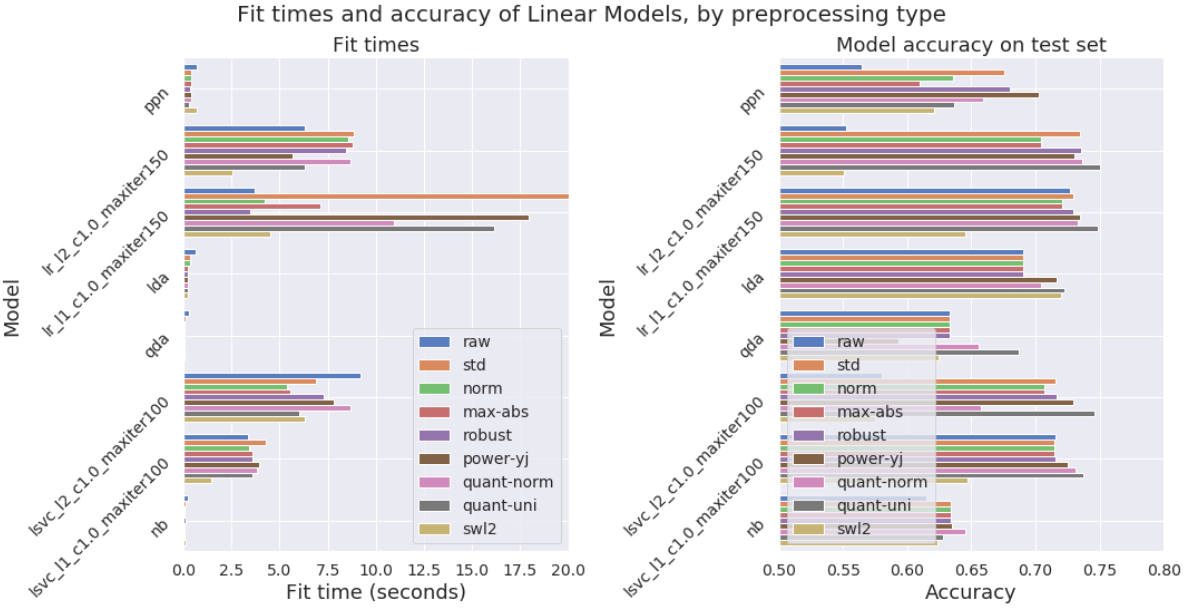 Fit times and accuracy of Linear Models, by preprocessing type
Fit times
Model
ppn
lr_l2_c1.0_maxiter150
lr_l1_c1.0_maxiter150
lda
qda
lsvc_l2_c1.0_maxiter100
lsvc_l1_c1.0_maxiter100
nb
raw
std
norm
max-abs
robust
power-yj
quant-norm
quant-uni
swl2
0.0 2.5 5.0 7.5 10.0 12.5 15.0 17.5 20.0
Fit time (seconds)
Model accuracy on test set
Model
ppn
lr_l2_c1.0_maxiter150
lr_l1_c1.0_maxiter150
lda
qda
lsvc_l2_c1.0_maxiter100
lsvc_l1_c1.0_maxiter100
nb
raw
std
norm
max-abs
robust
power-yj
quant-norm
quant-uni
swl2
0.50 0.55 0.60 0.65 0.70 0.75 0.80
Accuracy